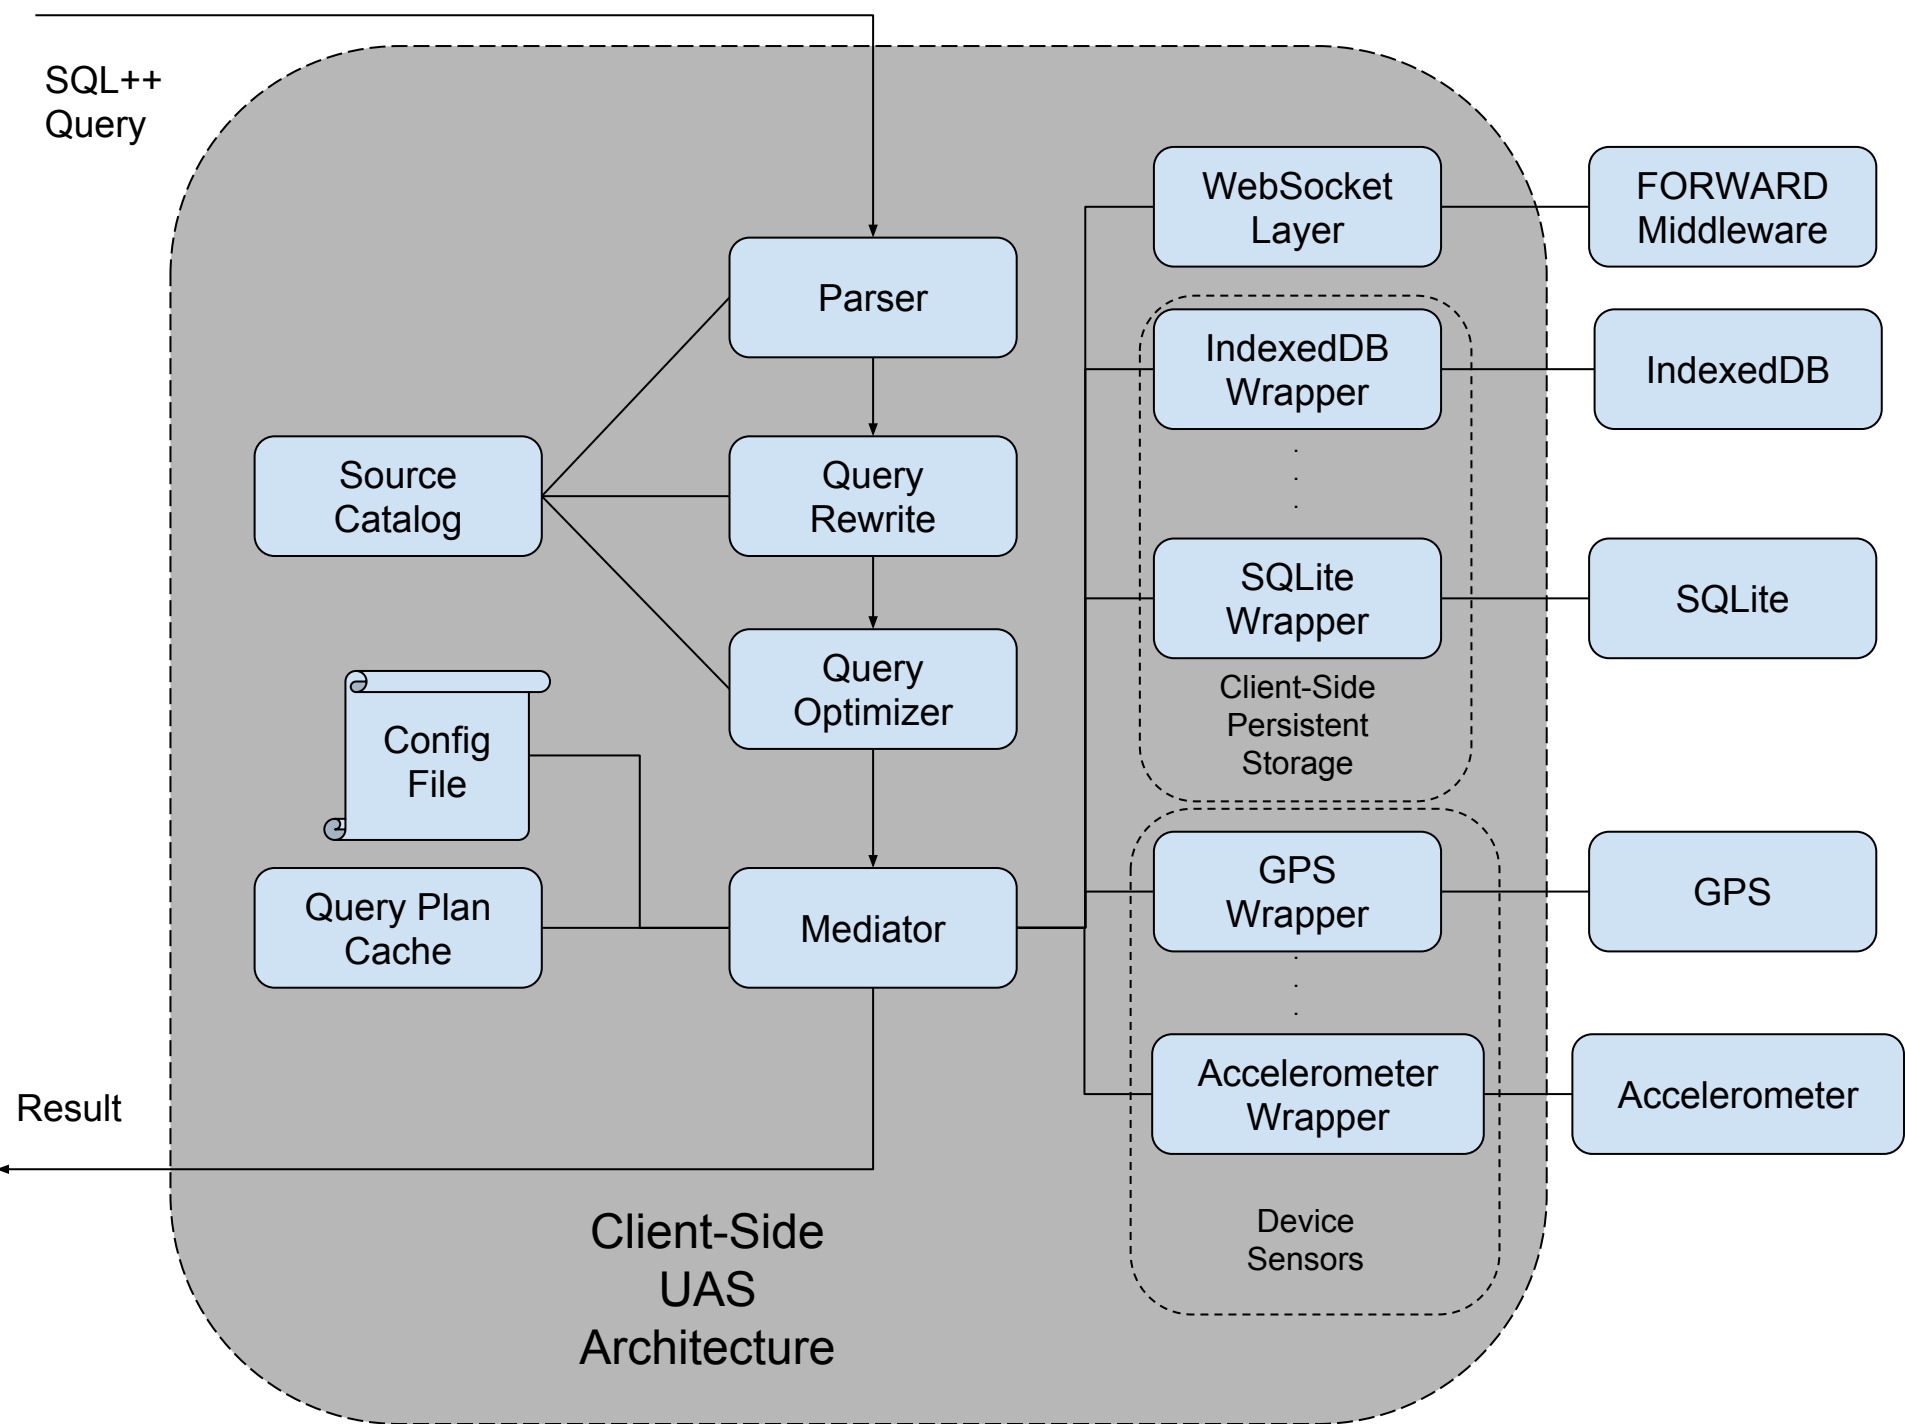 SQL++
Query
WebSocket
Layer
FORWARD
Middleware
Parser
IndexedDB
Wrapper
IndexedDB
Source
Catalog
Query
Rewrite
SQLite
Wrapper
SQLite
Query
Optimizer
Client-Side
Persistent
Storage
Config
File
GPS
Wrapper
GPS
Query Plan
Cache
Mediator
Accelerometer
Wrapper
Accelerometer
Result
Device
Sensors
Client-Side
UAS
Architecture